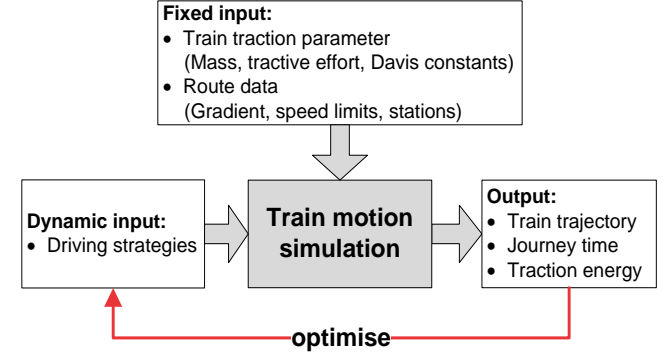 Fixed input:
• Train traction parameter
(Mass, tractive effort, Davis constants)
• Route data
(Gradient, speed limits, stations)
Dynamic input:
• Driving strategies
Train motion
simulation
Output:
• Train trajectory
• Journey time
• Traction energy
optimise